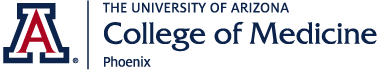 A®
THE UNIVERSITY OF ARIZONA
College of Medicine
Phoenix